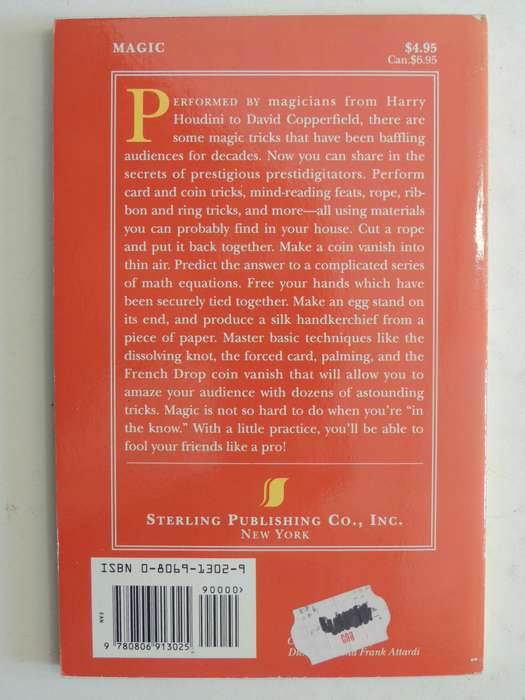 MAGIC
$4.95
Can.$6.95
PERFORMED BY magicians from Harry
Houdini to David Copperfield, there are
some magic tricks that have been baffling
audiences for decades. Now you can share in the
secrets of prestigious prestidigitators. Perform
card and coin tricks, mind-reading feats, rope, rib-
bon and ring tricks, and more—all using materials
you can probably find in your house. Cut a rope
and put it back together. Make a coin vanish into
thin air. Predict the answer to a complicated series
of math equations. Free your hands which have
been securely tied together. Make an egg stand on
its end, and produce a silk handkerchief from a
piece of paper. Master basic techniques like the
dissolving knot, the forced card, palming, and the
French Drop coin vanish that will allow you to
amaze your audience with dozens of astounding
tricks. Magic is not so hard to do when you're “in
the know.” With a little practice, you'll be able to
fool your friends like a pro!
STERLING PUBLISHING CO., INC.
NEW YORK
ISBN 0-8069-1302-9
90000>
EAN
9 780806 913025
Frank Attardi